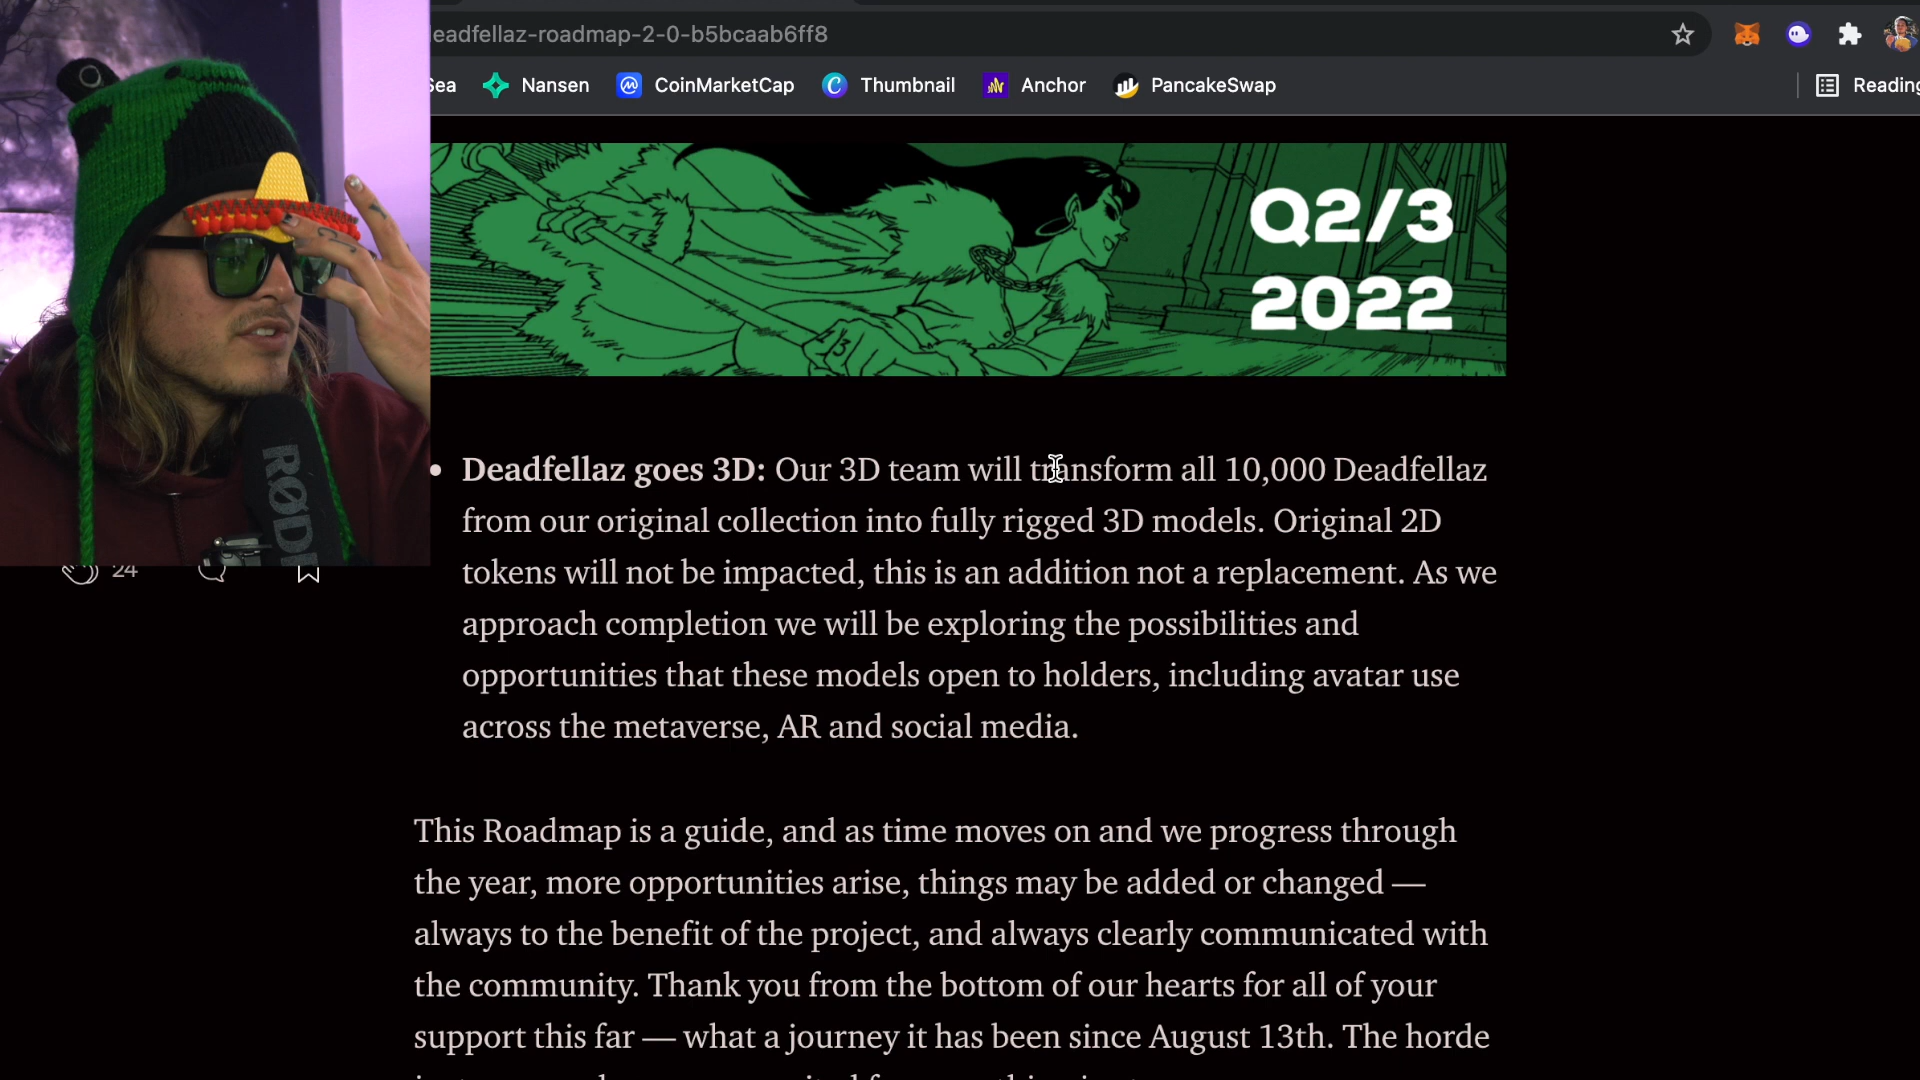 eadfellaz-roadmap-2-0-b5bcaab6ff8
Sea Nansen CoinMarketCap Thumbnail Anchor PancakeSwap Reading
Q2/3
2022
• Deadfellaz goes 3D: Our 3D team will transform all 10,000 Deadfellaz
from our original collection into fully rigged 3D models. Original 2D
tokens will not be impacted, this is an addition not a replacement. As we
approach completion we will be exploring the possibilities and
opportunities that these models open to holders, including avatar use
across the metaverse, AR and social media.
24
This Roadmap is a guide, and as time moves on and we progress through
the year, more opportunities arise, things may be added or changed —
always to the benefit of the project, and always clearly communicated with
the community. Thank you from the bottom of our hearts for all of your
support this far — what a journey it has been since August 13th. The horde
RØDE